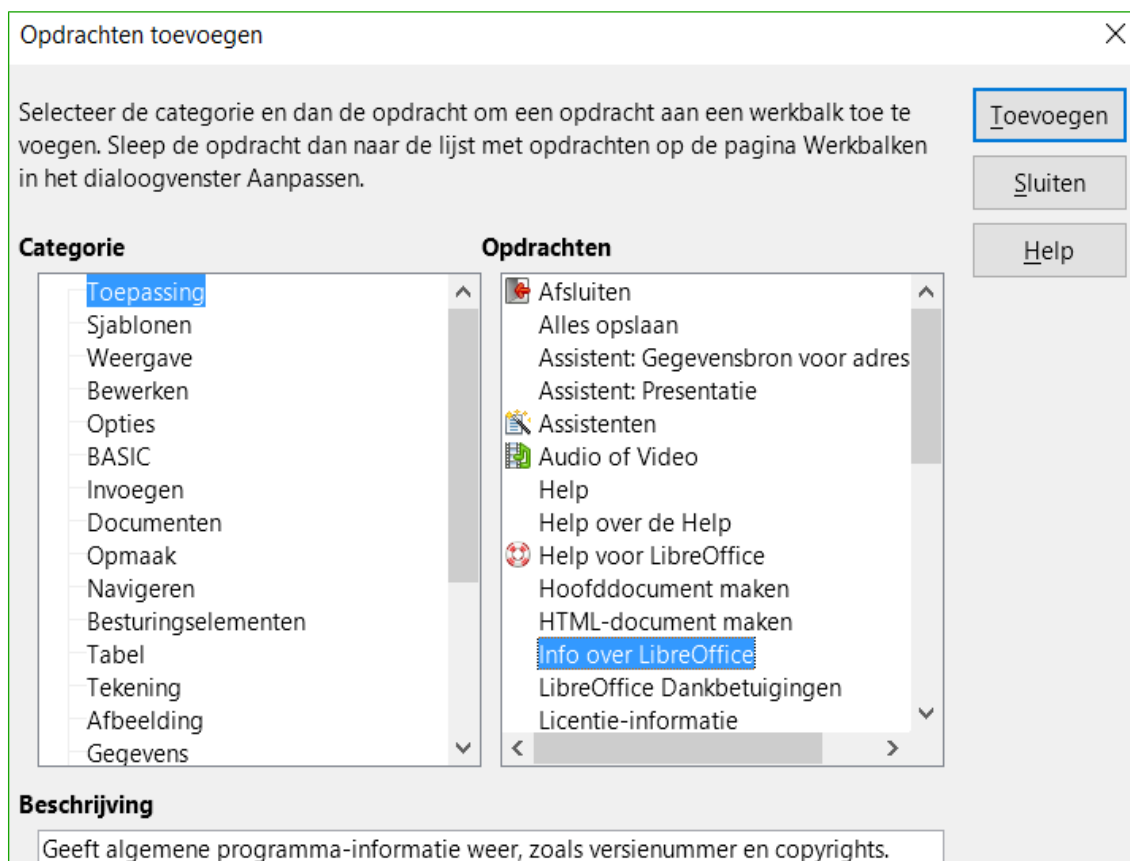 Opdrachten toevoegen
Selecteer de categorie en dan de opdracht om een opdracht aan een werkbalk toe te
voegen. Sleep de opdracht dan naar de lijst met opdrachten op de pagina Werkbalken
in het dialoogvenster Aanpassen.
Toevoegen
Sluiten
Help
Categorie
Toepassing
Sjablonen
Weergave
Bewerken
Opties
BASIC
Invoegen
Documenten
Opmaak
Navigeren
Besturingselementen
Tabel
Tekening
Afbeelding
Gegevens
Opdrachten
Afsluiten
Alles opslaan
Assistent: Gegevensbron voor adres
Assistent: Presentatie
Assistenten
Audio of Video
Help
Help over de Help
Help voor LibreOffice
Hoofddocument maken
HTML-document maken
Info over LibreOffice
LibreOffice Dankbetuigingen
Licentie-informatie
Beschrijving
Geeft algemene programma-informatie weer, zoals versienummer en copyrights.